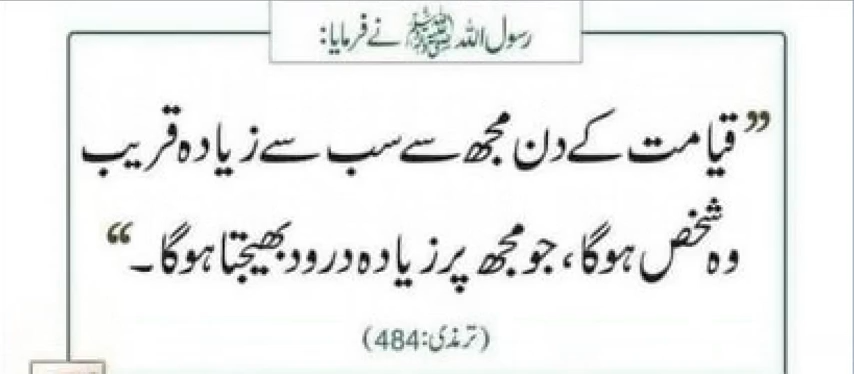 رسول اللہ ﷺ نے فرمایا:
”قیامت کے دن مجھ سے سب سے زیادہ قریب
وہ شخص ہوگا، جو مجھ پر زیادہ درود بھیجتا ہوگا۔“
(ترمذی:484)